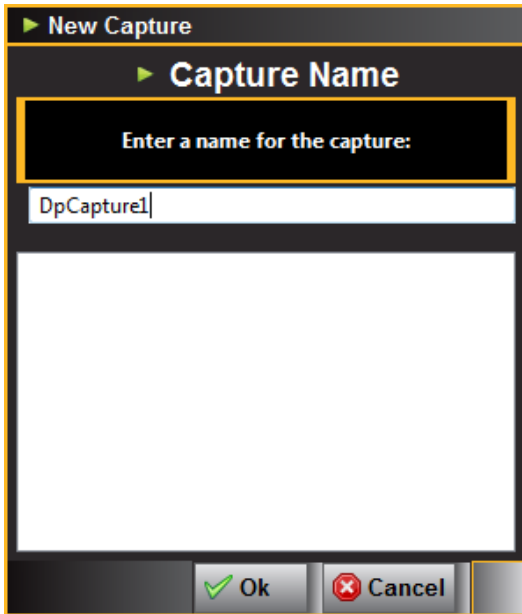 New Capture
Capture Name
Enter a name for the capture:
DpCapture1
Ok
Cancel